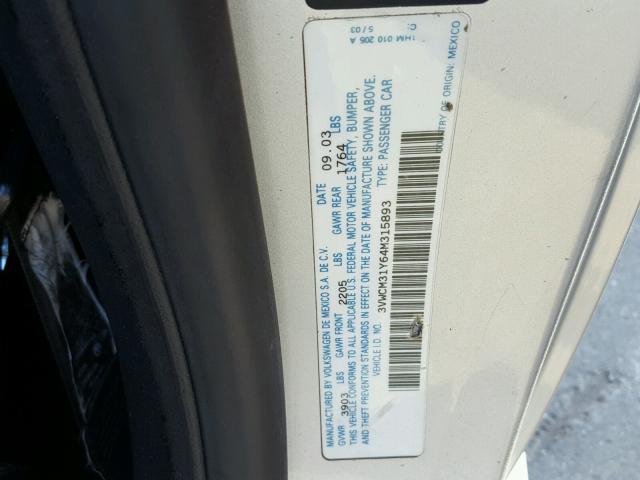 MANUFACTURED BY VOLKSWAGEN DE MEXICO S.A. DE C.V. DATE 09.03
GVWR 3903 LBS GAWR FRONT 2205 LBS GAWR REAR 1764 LBS
THIS VEHICLE CONFORMS TO ALL APPLICABLE U.S. FEDERAL MOTOR VEHICLE SAFETY, BUMPER,
AND THEFT PREVENTION STANDARDS IN EFFECT ON THE DATE OF MANUFACTURE SHOWN ABOVE.
VEHICLE I.D. NO. 3VWCM31Y64M315893 TYPE: PASSENGER CAR
COUNTRY OF ORIGIN: MEXICO
1HM 010 205 A C.
5/03